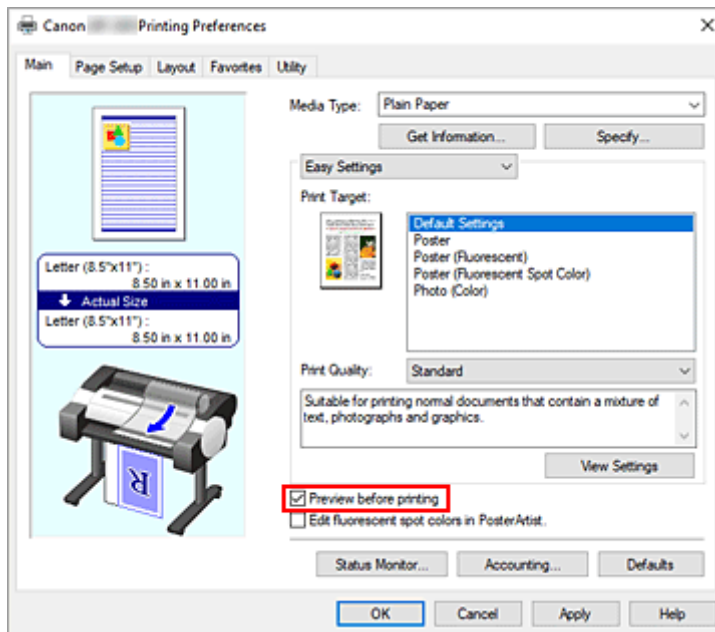 Canon Printing Preferences
Main Page Setup Layout Favorites Utility
Media Type: Plain Paper
Get Information... Specify...
Easy Settings
Print Target:
Default Settings
Poster
Poster (Fluorescent)
Poster (Fluorescent Spot Color)
Photo (Color)
Letter (8.5"x11") :
8.50 in x 11.00 in
Actual Size
Letter (8.5"x11") :
8.50 in x 11.00 in
R
Print Quality: Standard
Suitable for printing normal documents that contain a mixture of
text, photographs and graphics.
View Settings
Preview before printing
Edit fluorescent spot colors in PosterArtist.
Status Monitor... Accounting... Defaults
OK Cancel Apply Help